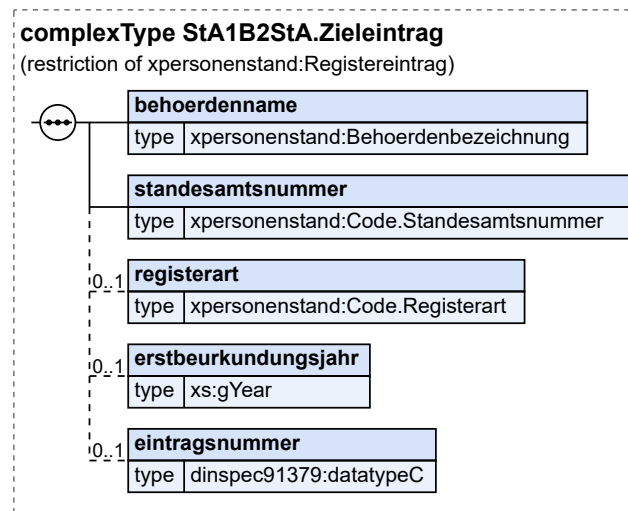 complexType StA1B2StA.Zieleintrag
(restriction of xpersonenstand:Registereintrag)
behoerdenname
type xpersonenstand:Behoerdenbezeichnung
standesamtsnummer
type xpersonenstand:Code.Standesamtsnummer
registerart
0..1
type xpersonenstand:Code.Registerart
erstbeurkundungsjahr
0..1
type xs:gYear
eintragsnummer
0..1
type dinspec91379:datatypeC